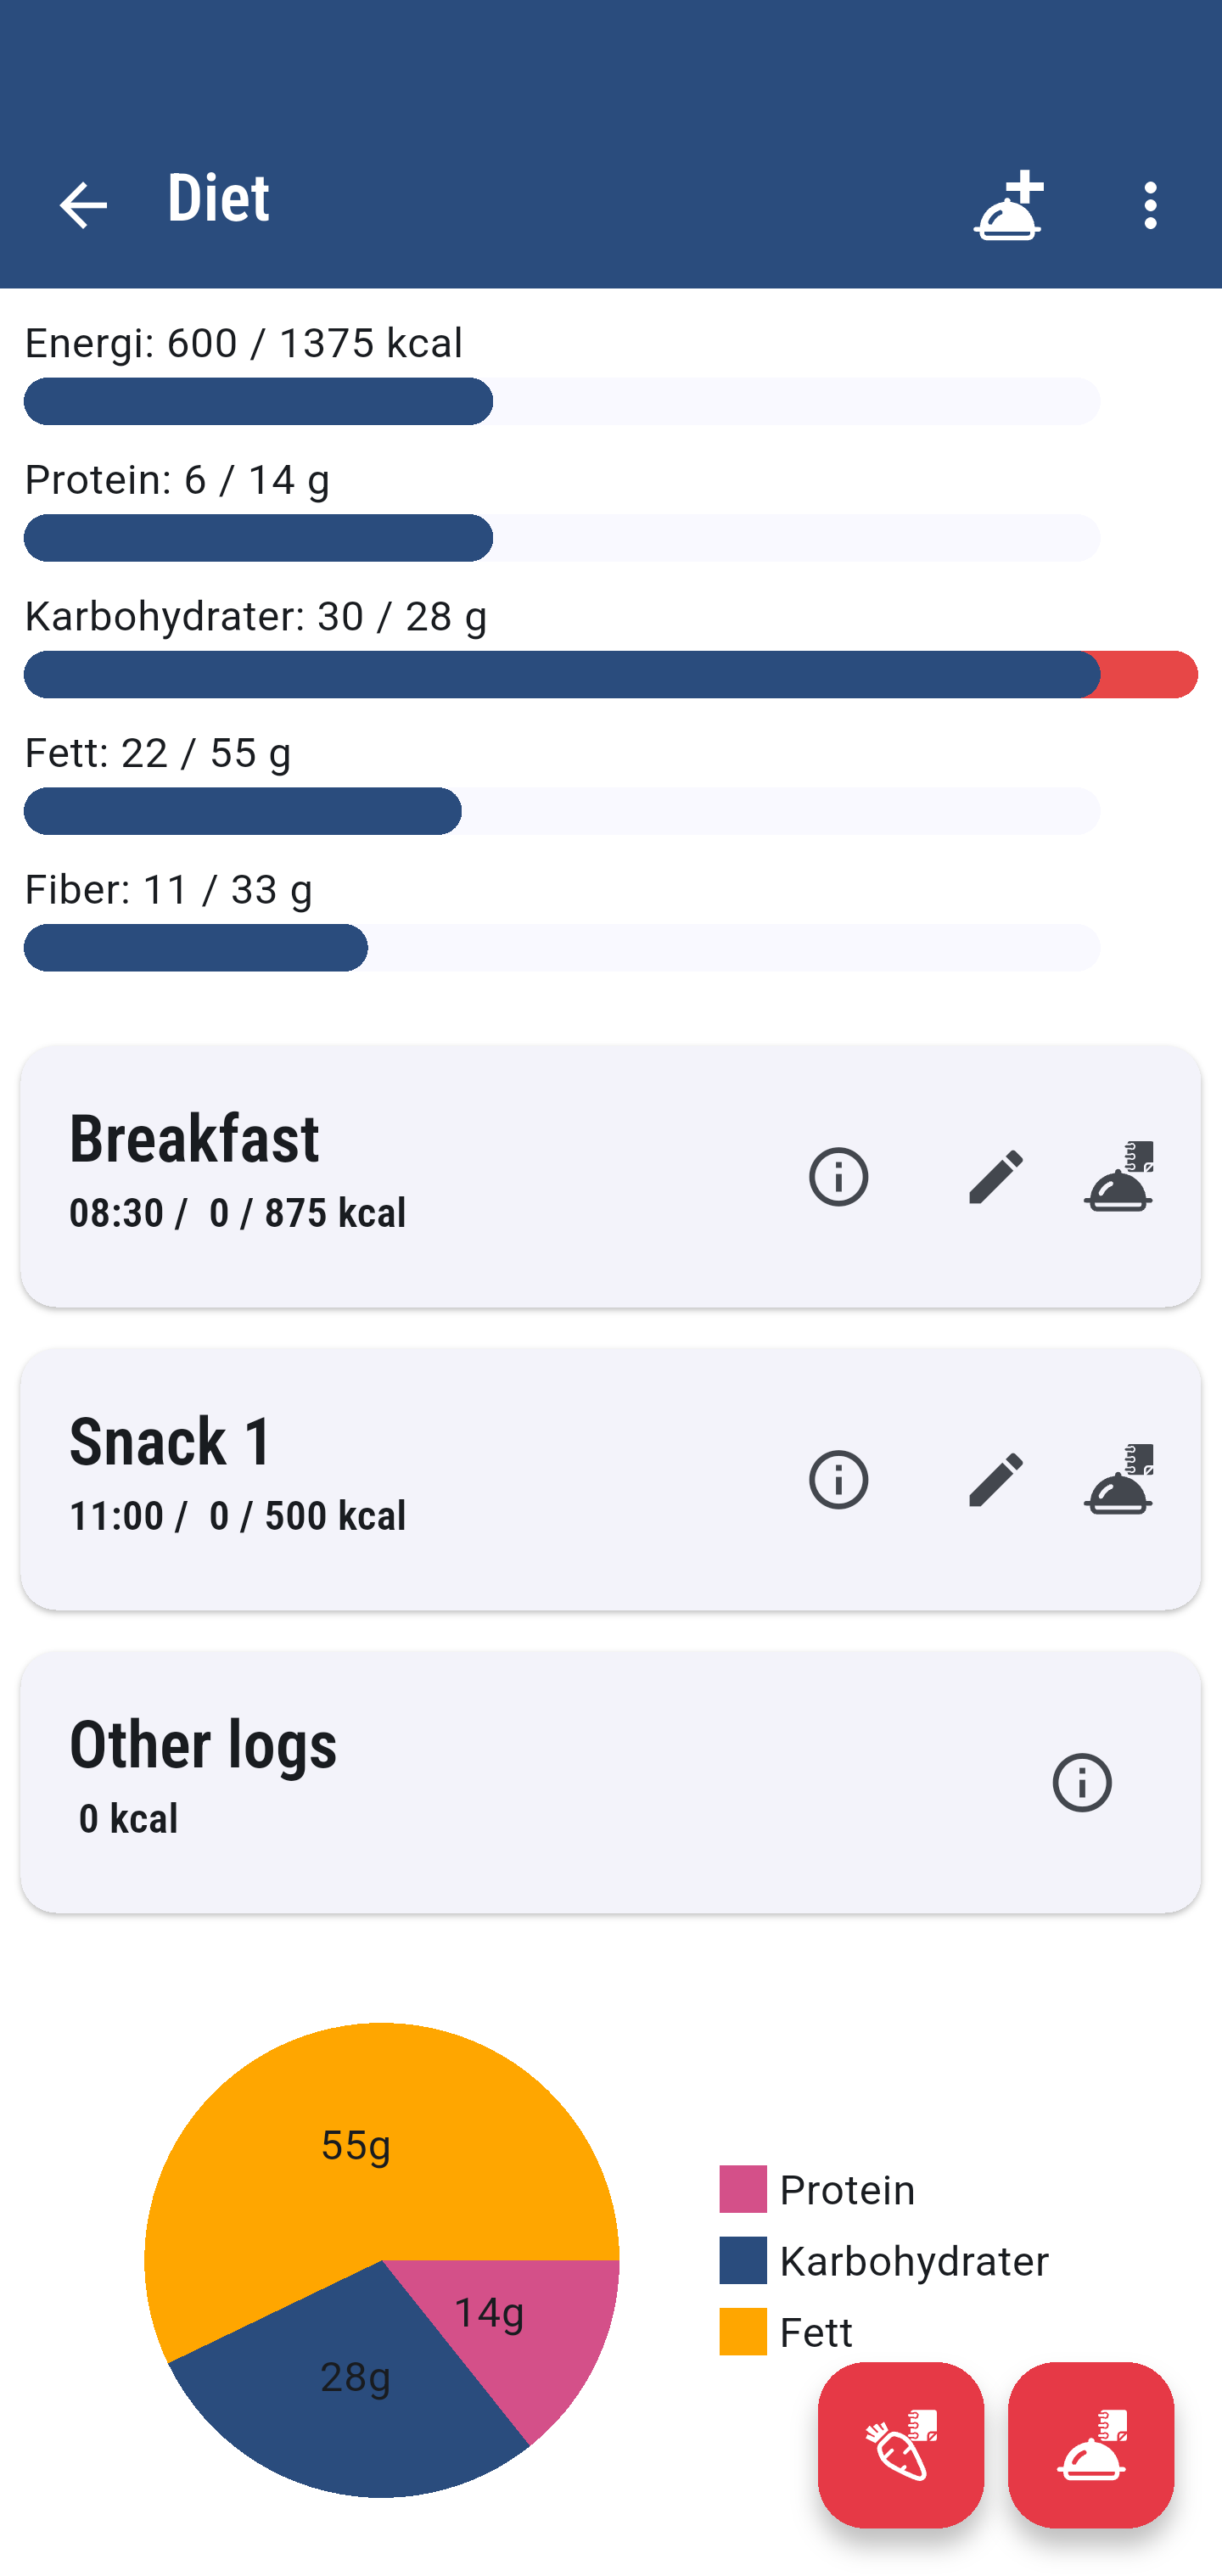 Diet
Energi: 600 / 1375 kcal
Protein: 6 / 14 g
Karbohydrater: 30 / 28 g
Fett: 22 / 55 g
Fiber: 11 / 33 g
Breakfast
08:30 /  0 / 875 kcal
Snack 1
11:00 /  0 / 500 kcal
Other logs
0 kcal
55g
14g
28g
Protein
Karbohydrater
Fett